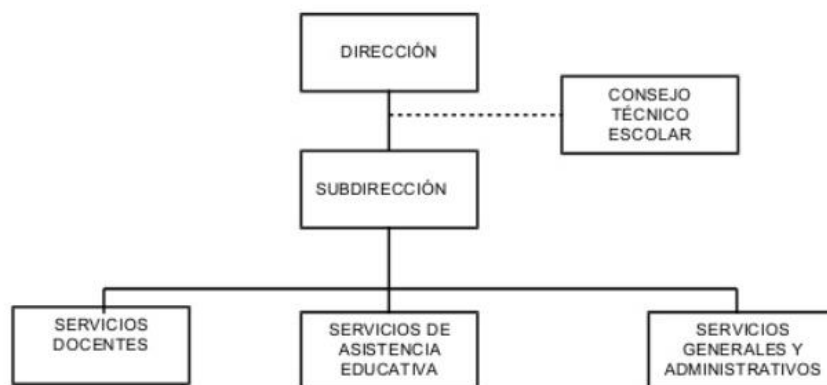 DIRECCIÓN
CONSEJO
TÉCNICO
ESCOLAR
SUBDIRECCIÓN
SERVICIOS
DOCENTES
SERVICIOS DE
ASISTENCIA
EDUCATIVA
SERVICIOS
GENERALES Y
ADMINISTRATIVOS